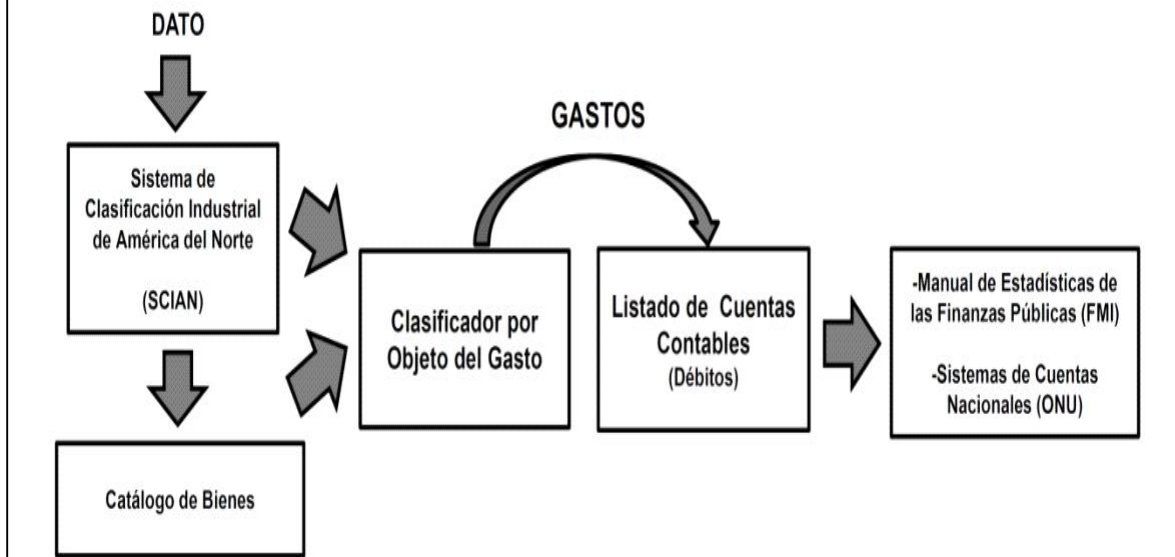 DATO
Sistema de
Clasificación Industrial
de América del Norte
(SCIAN)
Catálogo de Bienes
GASTOS
Clasificador por
Objeto del Gasto
Listado de Cuentas
Contables
(Débitos)
-Manual de Estadísticas de
las Finanzas Públicas (FMI)
-Sistemas de Cuentas
Nacionales (ONU)